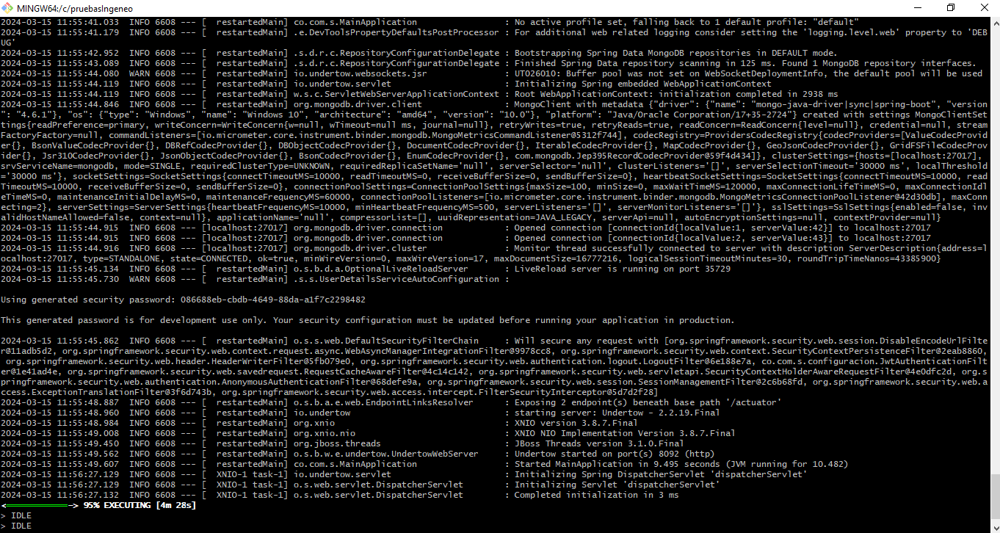 MINGW64:/c/pruebasIngeneo
2024-03-15 11:55:41.033  INFO 6608 --- [  restartedMain] co.com.s.MainApplication                 : No active profile set, falling back to 1 default profile: "default"
2024-03-15 11:55:41.179  INFO 6608 --- [  restartedMain] .e.DevToolsPropertyDefaultsPostProcessor : For additional web related logging consider setting the 'logging.level.web' property to 'DEB
UG'
2024-03-15 11:55:42.952  INFO 6608 --- [  restartedMain] .s.d.r.c.RepositoryConfigurationDelegate : Bootstrapping Spring Data MongoDB repositories in DEFAULT mode.
2024-03-15 11:55:43.089  INFO 6608 --- [  restartedMain] .s.d.r.c.RepositoryConfigurationDelegate : Finished Spring Data repository scanning in 125 ms. Found 1 MongoDB repository interfaces.
2024-03-15 11:55:44.080  WARN 6608 --- [  restartedMain] io.undertow.websockets.jsr               : UT026010: Buffer pool was not set on WebSocketDeploymentInfo, the default pool will be used
2024-03-15 11:55:44.119  INFO 6608 --- [  restartedMain] io.undertow.servlet                      : Initializing Spring embedded WebApplicationContext
2024-03-15 11:55:44.119  INFO 6608 --- [  restartedMain] w.s.c.ServletWebServerApplicationContext : Root WebApplicationContext: initialization completed in 2938 ms
2024-03-15 11:55:44.846  INFO 6608 --- [  restartedMain] org.mongodb.driver.client                : MongoClient with metadata {"driver": {"name": "mongo-java-driver|sync|spring-boot", "version
": "4.6.1"}, "os": {"type": "Windows", "name": "Windows 10", "architecture": "amd64", "version": "10.0"}, "platform": "Java/Oracle Corporation/17+35-2724"} created with settings MongoClientSet
tings{readPreference=primary, writeConcern=WriteConcern{w=null, wTimeout=null ms, journal=null}, retryWrites=true, retryReads=true, readConcern=ReadConcern{level=null}, credential=null, stream
FactoryFactory=null, commandListeners=[io.micrometer.core.instrument.binder.mongodb.MongoMetricsCommandListener@5312f744], codecRegistry=ProvidersCodecRegistry{codecProviders=[ValueCodecProvid
er{}, BsonValueCodecProvider{}, DBRefCodecProvider{}, DBObjectCodecProvider{}, DocumentCodecProvider{}, IterableCodecProvider{}, MapCodecProvider{}, GeoJsonCodecProvider{}, GridFSFileCodecProv
ider{}, Jsr310CodecProvider{}, JsonObjectCodecProvider{}, BsonCodecProvider{}, EnumCodecProvider{}, com.mongodb.Jep395RecordCodecProvider@59f4d434]}, clusterSettings={hosts=[localhost:27017],
srvServiceName=mongodb, mode=SINGLE, requiredClusterType=UNKNOWN, requiredReplicaSetName='null', serverSelector='null', clusterListeners='[]', serverSelectionTimeout='30000 ms', localThreshold
='30000 ms'}, socketSettings=SocketSettings{connectTimeoutMS=10000, readTimeoutMS=0, receiveBufferSize=0, sendBufferSize=0}, heartbeatSocketSettings=SocketSettings{connectTimeoutMS=10000, read
TimeoutMS=10000, receiveBufferSize=0, sendBufferSize=0}, connectionPoolSettings=ConnectionPoolSettings{maxSize=100, minSize=0, maxWaitTimeMS=120000, maxConnectionLifeTimeMS=0, maxConnectionIdl
eTimeMS=0, maintenanceInitialDelayMS=0, maintenanceFrequencyMS=60000, connectionPoolListeners=[io.micrometer.core.instrument.binder.mongodb.MongoMetricsConnectionPoolListener@42d30db], maxConn
ecting=2}, serverSettings=ServerSettings{heartbeatFrequencyMS=10000, minHeartbeatFrequencyMS=500, serverListeners='[]', serverMonitorListeners='[]'}, sslSettings=SslSettings{enabled=false, inv
alidHostNameAllowed=false, context=null}, applicationName='null', compressorList=[], uuidRepresentation=JAVA_LEGACY, serverApi=null, autoEncryptionSettings=null, contextProvider=null}
2024-03-15 11:55:44.915  INFO 6608 --- [localhost:27017] org.mongodb.driver.connection            : Opened connection [connectionId{localValue:1, serverValue:42}] to localhost:27017
2024-03-15 11:55:44.915  INFO 6608 --- [localhost:27017] org.mongodb.driver.connection            : Opened connection [connectionId{localValue:2, serverValue:43}] to localhost:27017
2024-03-15 11:55:44.916  INFO 6608 --- [localhost:27017] org.mongodb.driver.cluster               : Monitor thread successfully connected to server with description ServerDescription{address=l
ocalhost:27017, type=STANDALONE, state=CONNECTED, ok=true, minWireVersion=0, maxWireVersion=17, maxDocumentSize=16777216, logicalSessionTimeoutMinutes=30, roundTripTimeNanos=43385900}
2024-03-15 11:55:45.134  INFO 6608 --- [  restartedMain] o.s.b.d.a.OptionalLiveReloadServer       : LiveReload server is running on port 35729
2024-03-15 11:55:45.730  WARN 6608 --- [  restartedMain] .s.s.UserDetailsServiceAutoConfiguration :
Using generated security password: 086688eb-cbdb-4649-88da-a1f7c2298482
This generated password is for development use only. Your security configuration must be updated before running your application in production.
2024-03-15 11:55:45.862  INFO 6608 --- [  restartedMain] o.s.s.web.DefaultSecurityFilterChain     : Will secure any request with [org.springframework.security.web.session.DisableEncodeUrlFilte
r@11adb5d2, org.springframework.security.web.context.request.async.WebAsyncManagerIntegrationFilter@9978cc8, org.springframework.security.web.context.SecurityContextPersistenceFilter@2eab8860,
 org.springframework.security.web.header.HeaderWriterFilter@5fb079e0, org.springframework.security.web.authentication.logout.LogoutFilter@6e188e7a, co.com.s.configuracion.JwtAuthenticationFilt
er@1e41ad4e, org.springframework.security.web.savedrequest.RequestCacheAwareFilter@4c14c142, org.springframework.security.web.servletapi.SecurityContextHolderAwareRequestFilter@4e0dfc2d, org.s
pringframework.security.web.authentication.AnonymousAuthenticationFilter@68defe9a, org.springframework.security.web.session.SessionManagementFilter@2c6b68fd, org.springframework.security.web.a
ccess.ExceptionTranslationFilter@3f6d743b, org.springframework.security.web.access.intercept.FilterSecurityInterceptor@5d7d2f28]
2024-03-15 11:55:48.887  INFO 6608 --- [  restartedMain] o.s.b.a.e.web.EndpointLinksResolver      : Exposing 2 endpoint(s) beneath base path '/actuator'
2024-03-15 11:55:48.960  INFO 6608 --- [  restartedMain] io.undertow                              : starting server: Undertow - 2.2.19.Final
2024-03-15 11:55:48.984  INFO 6608 --- [  restartedMain] org.xnio                                 : XNIO version 3.8.7.Final
2024-03-15 11:55:49.008  INFO 6608 --- [  restartedMain] org.xnio.nio                             : XNIO NIO Implementation Version 3.8.7.Final
2024-03-15 11:55:49.450  INFO 6608 --- [  restartedMain] org.jboss.threads                        : JBoss Threads version 3.1.0.Final
2024-03-15 11:55:49.562  INFO 6608 --- [  restartedMain] o.s.b.w.e.undertow.UndertowWebServer     : Undertow started on port(s) 8092 (http)
2024-03-15 11:55:49.607  INFO 6608 --- [  restartedMain] co.com.s.MainApplication                 : Started MainApplication in 9.495 seconds (JVM running for 10.482)
2024-03-15 11:56:27.129  INFO 6608 --- [  XNIO-1 task-1] io.undertow.servlet                      : Initializing Spring DispatcherServlet 'dispatcherServlet'
2024-03-15 11:56:27.129  INFO 6608 --- [  XNIO-1 task-1] o.s.web.servlet.DispatcherServlet        : Initializing Servlet 'dispatcherServlet'
2024-03-15 11:56:27.132  INFO 6608 --- [  XNIO-1 task-1] o.s.web.servlet.DispatcherServlet        : Completed initialization in 3 ms
<============-> 95% EXECUTING [4m 28s]
> IDLE
> IDLE